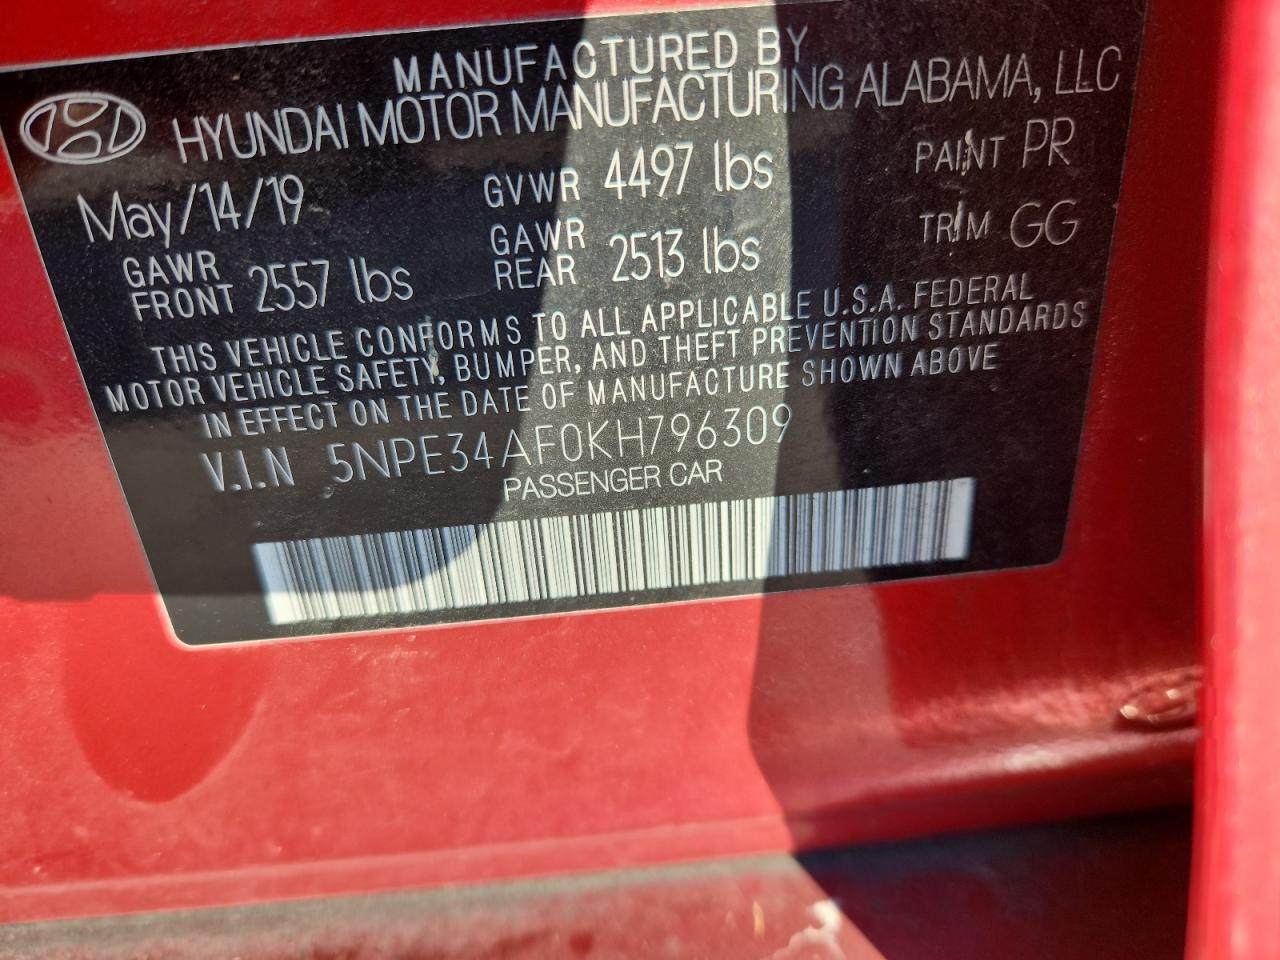 MANUFACTURED BY
HYUNDAI MOTOR MANUFACTURING ALABAMA, LLC
May/14/19 GVWR 4497 lbs PAINT PR
GAWR FRONT 2557 lbs GAWR REAR 2513 lbs TRIM GG
THIS VEHICLE CONFORMS TO ALL APPLICABLE U.S.A. FEDERAL
MOTOR VEHICLE SAFETY, BUMPER, AND THEFT PREVENTION STANDARDS
IN EFFECT ON THE DATE OF MANUFACTURE SHOWN ABOVE
V.I.N 5NPE34AF0KH796309
PASSENGER CAR